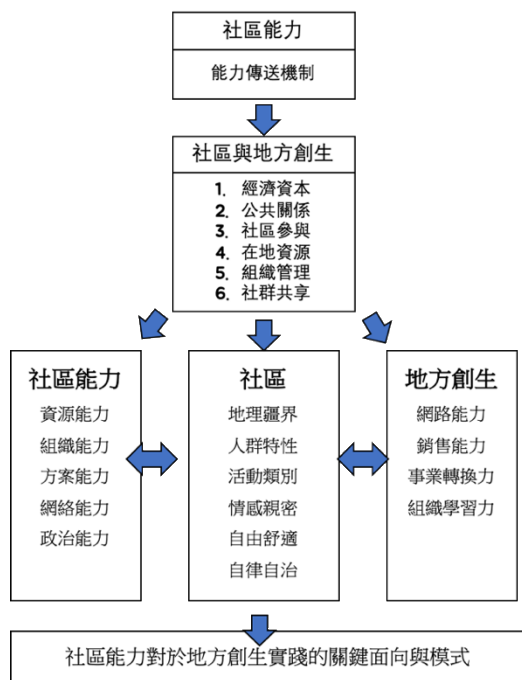 社區能力
能力傳送機制
社區與地方創生
1. 經濟資本
2. 公共關係
3. 社區參與
4. 在地資源
5. 組織管理
6. 社群共享
社區能力
資源能力
組織能力
方案能力
網絡能力
政治能力
社區
地理疆界
人群特性
活動類別
情感親密
自由舒適
自律自治
地方創生
網路能力
銷售能力
事業轉換力
組織學習力
社區能力對於地方創生實踐的關鍵面向與模式